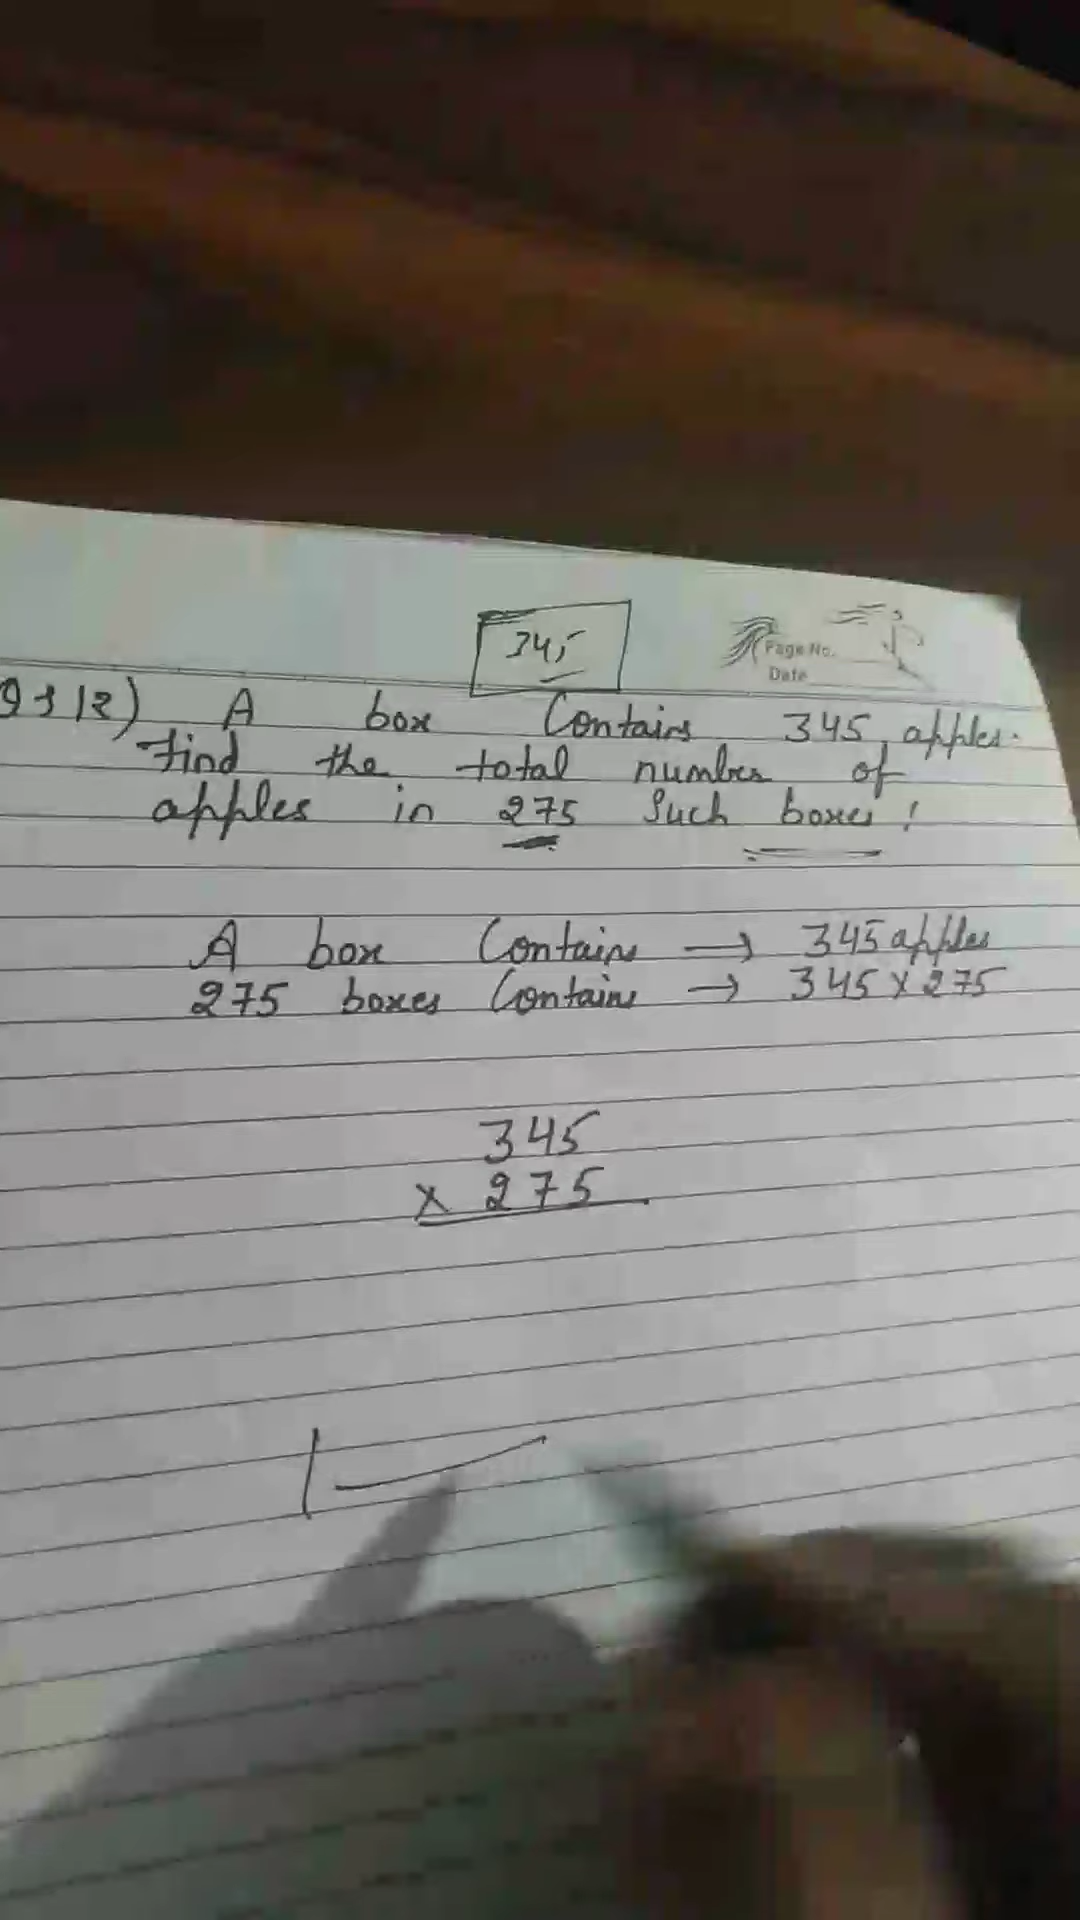 345
Page No.
Date
912) A box Contains 345 apples.
Find the total number of
apples in 275 Such boxes!
A box Contains → 345 apples
275 boxes Contains → 345 x 275
345
x 275